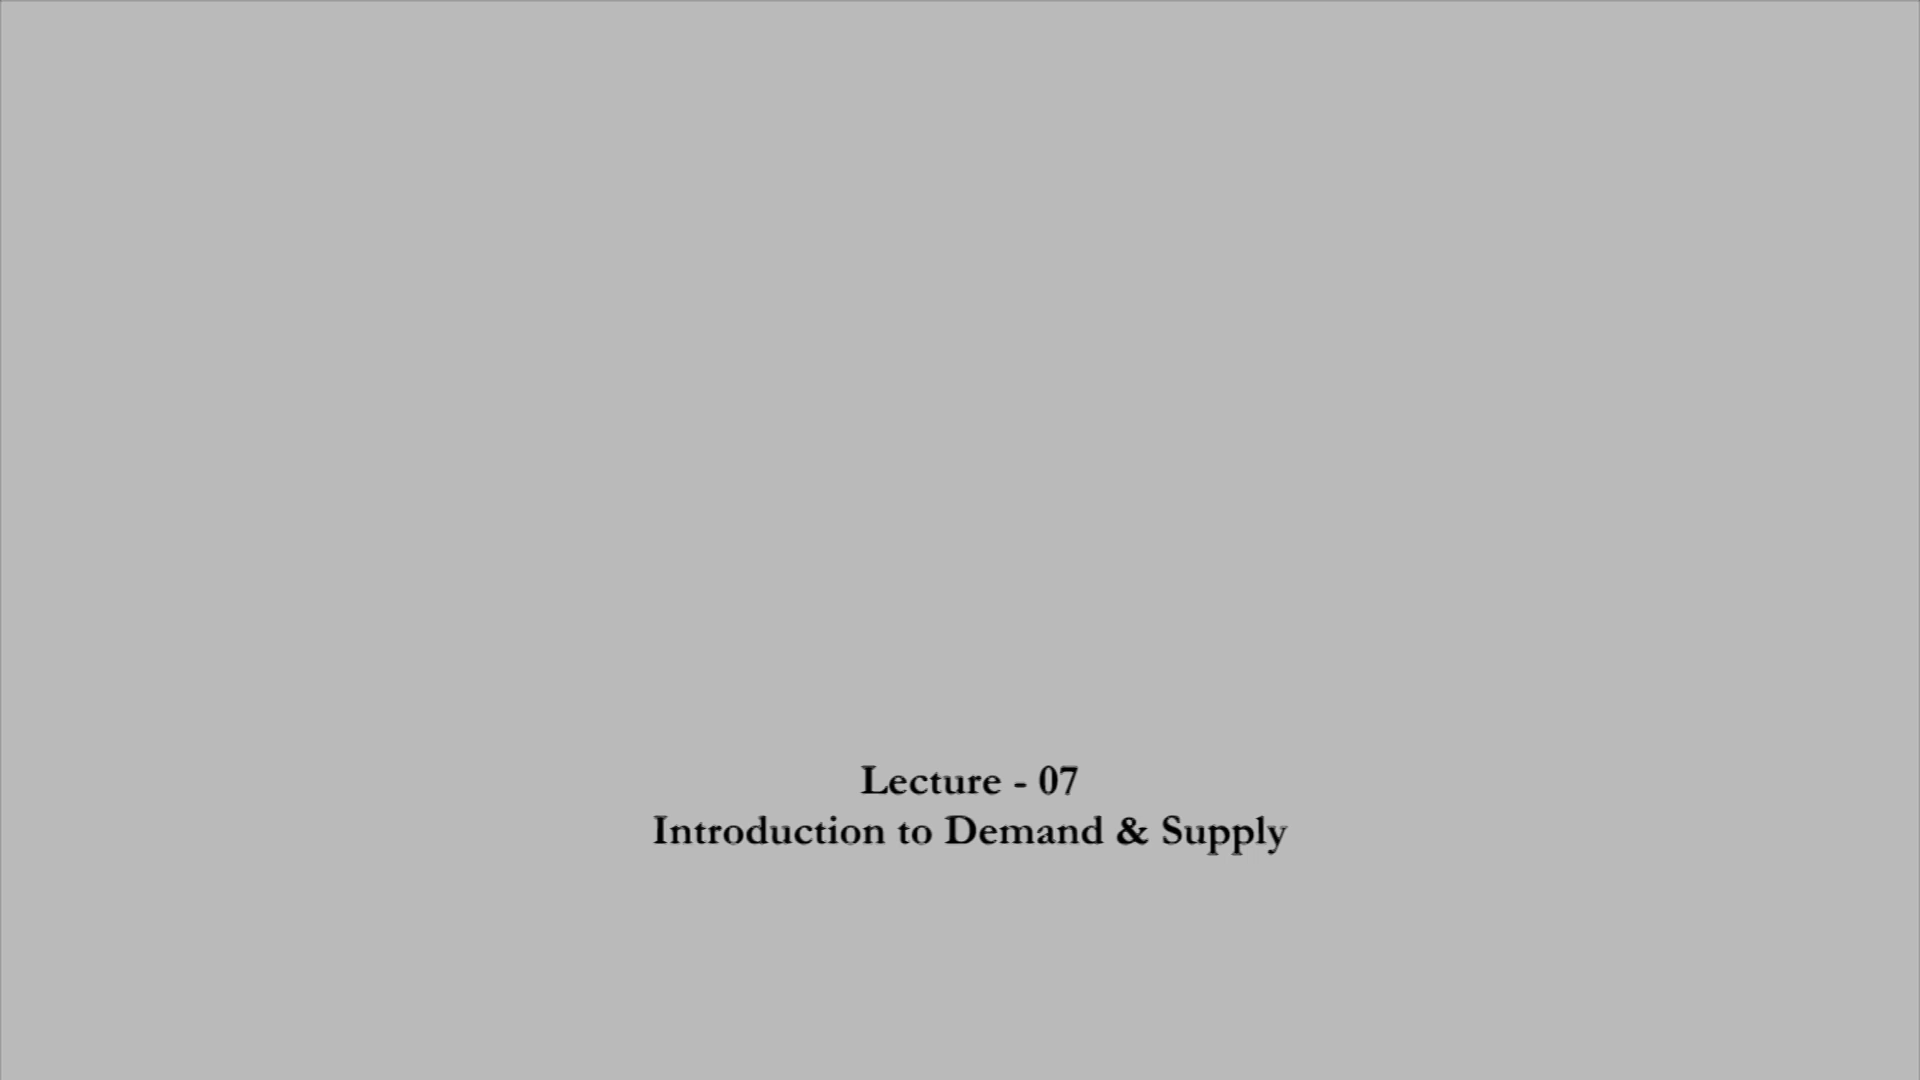 Lecture - 07
Introduction to Demand & Supply